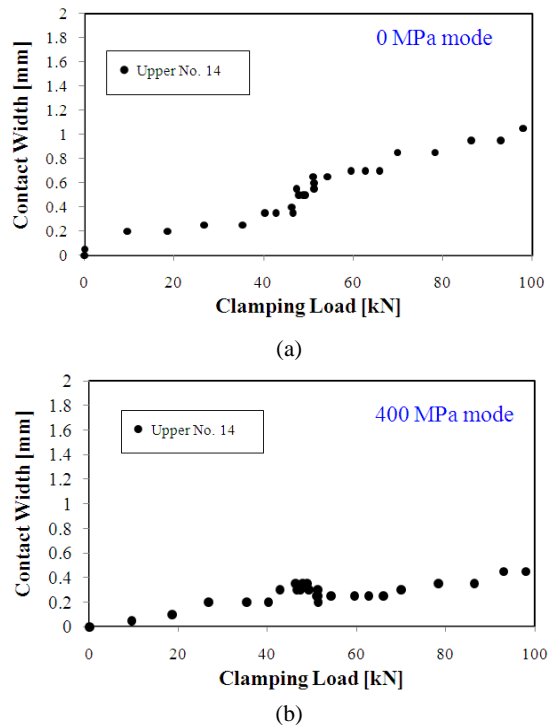 0 MPa mode
Upper No. 14
Contact Width [mm]
2
1.8
1.6
1.4
1.2
1
0.8
0.6
0.4
0.2
0
0 20 40 60 80 100
Clamping Load [kN]
(a)
400 MPa mode
Upper No. 14
Contact Width [mm]
2
1.8
1.6
1.4
1.2
1
0.8
0.6
0.4
0.2
0
0 20 40 60 80 100
Clamping Load [kN]
(b)